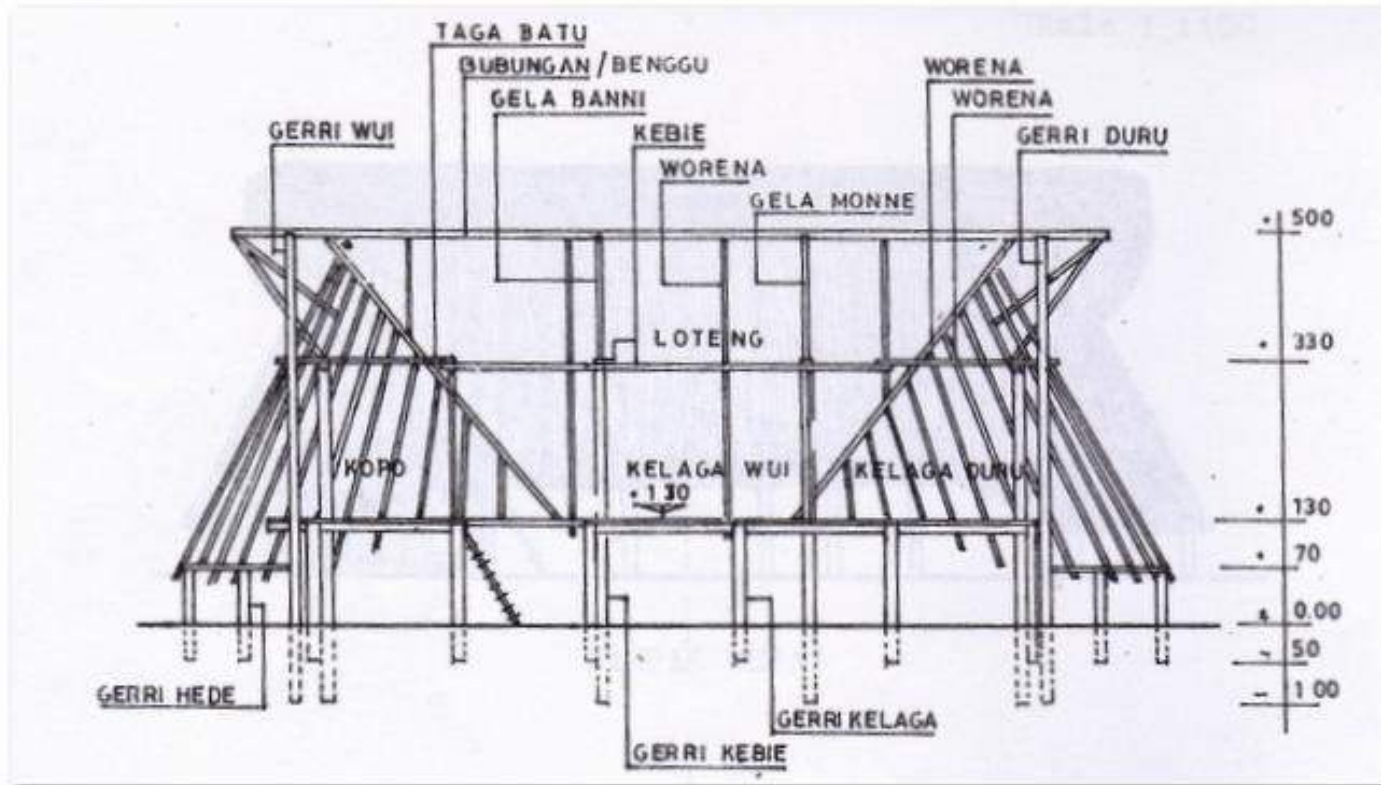 TAGA BATU
BUBUNGAN/BENGGU
GELA BANNI
KEBIE
WORENA
GELA MONNE
WORENA
WORENA
GERRI WUI
GERRI DURU
LOTENG
KOPO
KELAGA WUI
KELAGA DURU
+ 130
+ 500
+ 330
+ 130
+ 70
± 0.00
- 50
- 100
GERRI HEDE
GERRI KELAGA
GERRI KEBIE